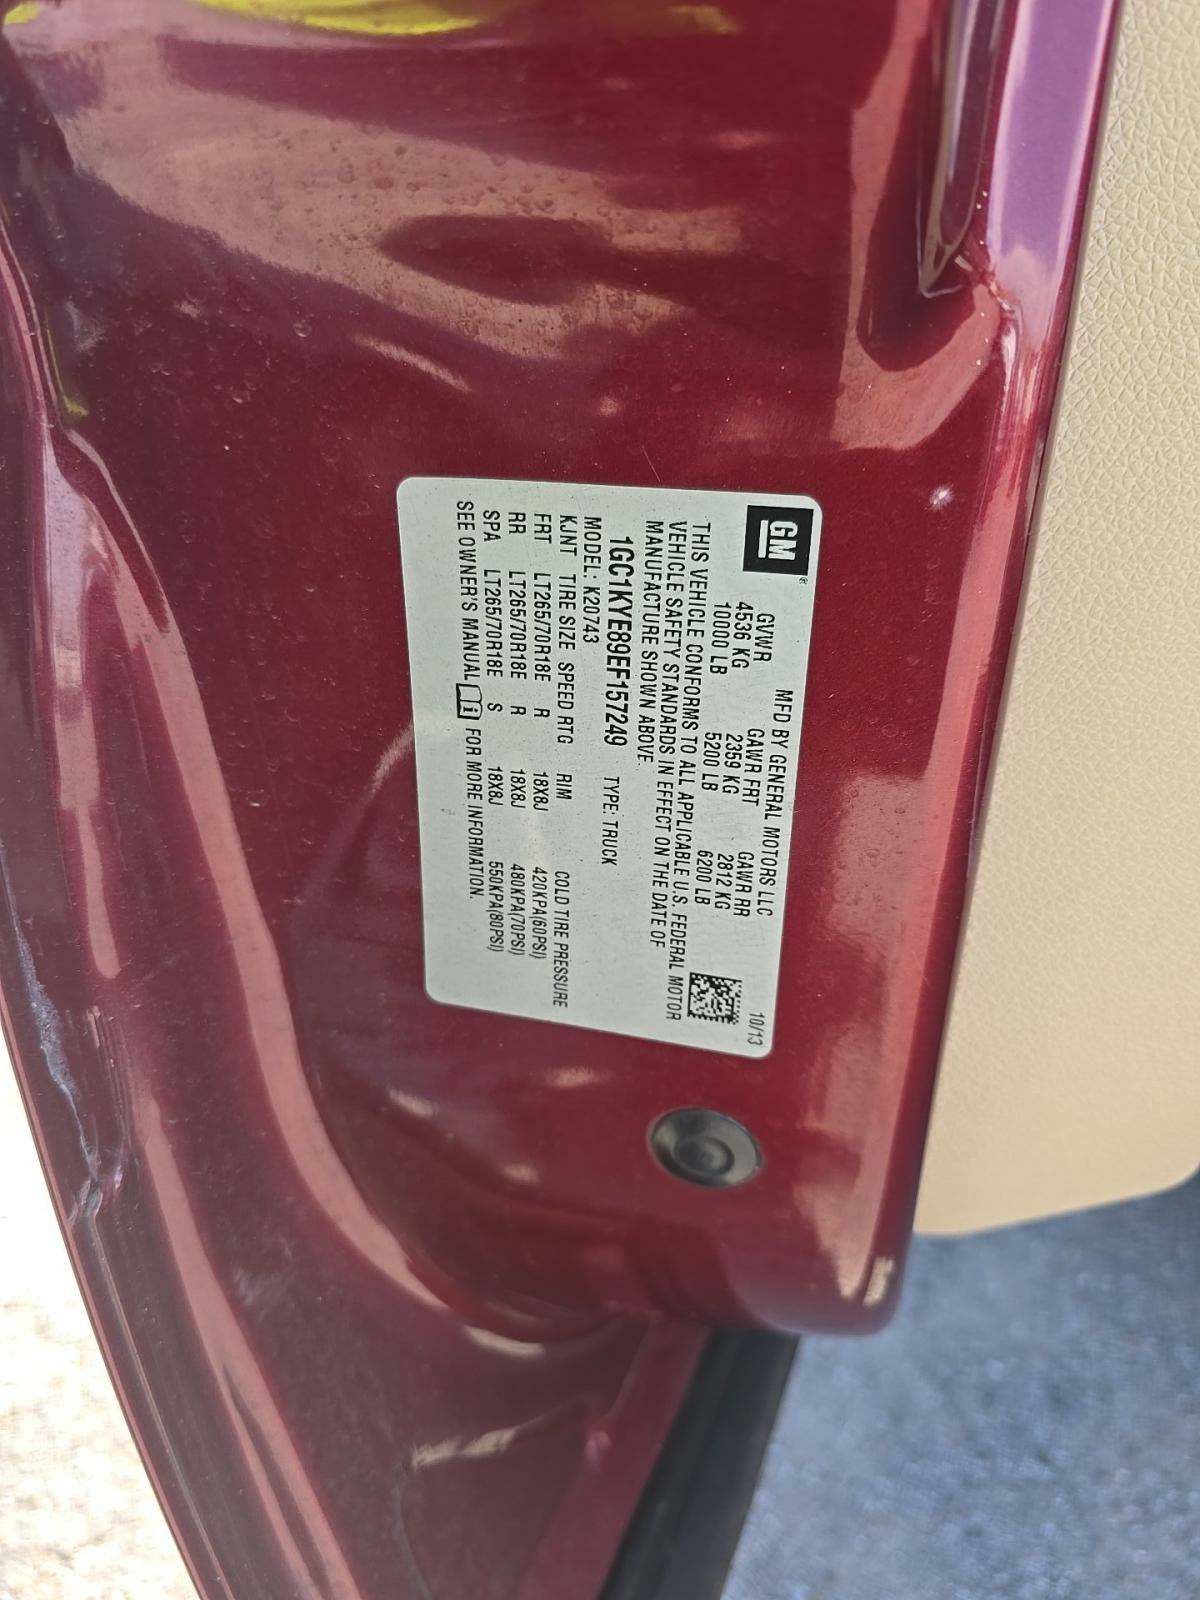 GM®
10/13
MFD BY GENERAL MOTORS LLC
GVWR GAWR FRT GAWR RR
4536 KG 2359 KG 2812 KG
10000 LB 5200 LB 6200 LB
THIS VEHICLE CONFORMS TO ALL APPLICABLE U.S. FEDERAL MOTOR
VEHICLE SAFETY STANDARDS IN EFFECT ON THE DATE OF
MANUFACTURE SHOWN ABOVE.
1GC1KYE89EF157249 TYPE: TRUCK
MODEL: K20743
KJNT TIRE SIZE SPEED RTG RIM COLD TIRE PRESSURE
FRT LT265/70R18E R 18X8J 420KPA(60PSI)
RR LT265/70R18E R 18X8J 480KPA(70PSI)
SPA LT265/70R18E S 18X8J 550KPA(80PSI)
SEE OWNER'S MANUAL i FOR MORE INFORMATION.